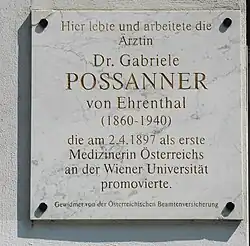 Hier lebte und arbeitete die
Ärztin
Dr. Gabriele
POSSANNER
von Ehrenthal
(1860-1940)
die am 2.4.1897 als erste
Medizinerin Österreichs
an der Wiener Universität
promovierte.
Gewidmet von der Österreichischen Beamtenversicherung